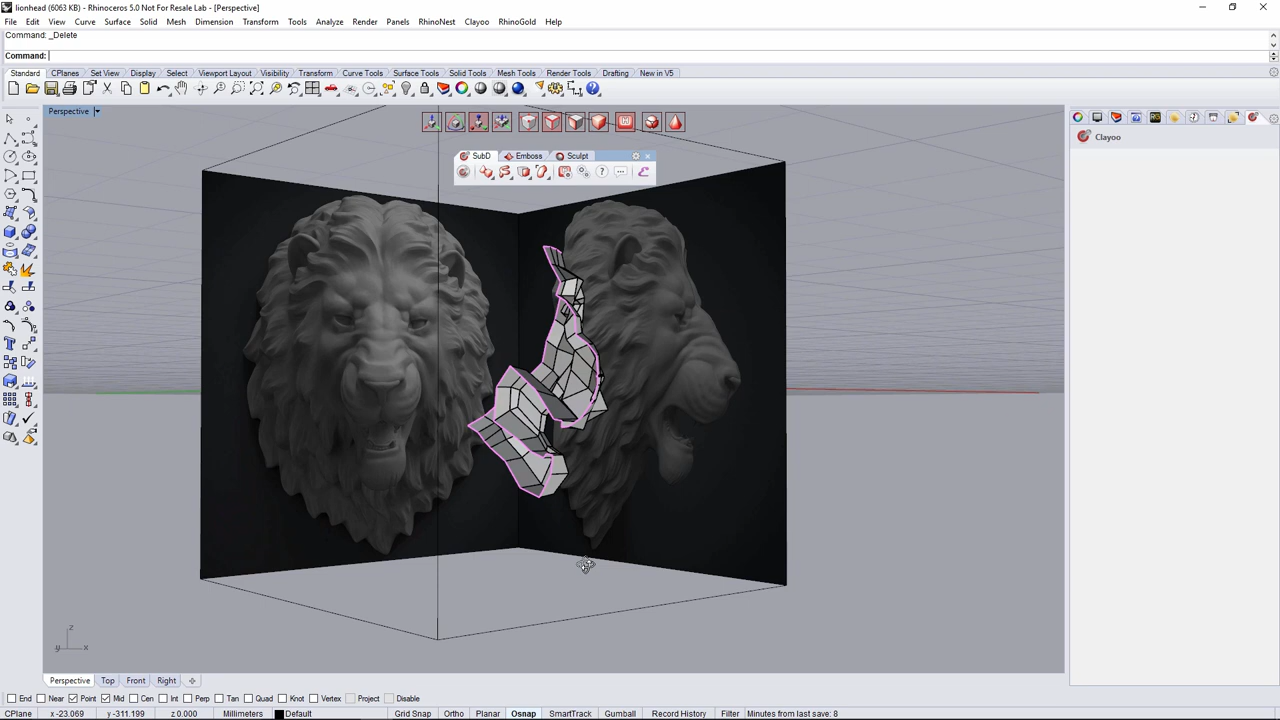 lionhead (6063 KB) - Rhinoceros 5.0 Not For Resale Lab - [Perspective]
File Edit View Curve Surface Solid Mesh Dimension Transform Tools Analyze Render Panels RhinoNest Clayoo RhinoGold Help
Command: _Delete
Command:
Standard CPlanes Set View Display Select Viewport Layout Visibility Transform Curve Tools Surface Tools Solid Tools Mesh Tools Render Tools Drafting New in V5
Perspective
Clayoo
SubD Emboss Sculpt
z
y x
Perspective Top Front Right
End Near Point Mid Cen Int Perp Tan Quad Knot Vertex Project Disable
CPlane x -23.069 y -311.199 z 0.000 Millimeters Default Grid Snap Ortho Planar Osnap SmartTrack Gumball Record History Filter Minutes from last save: 8